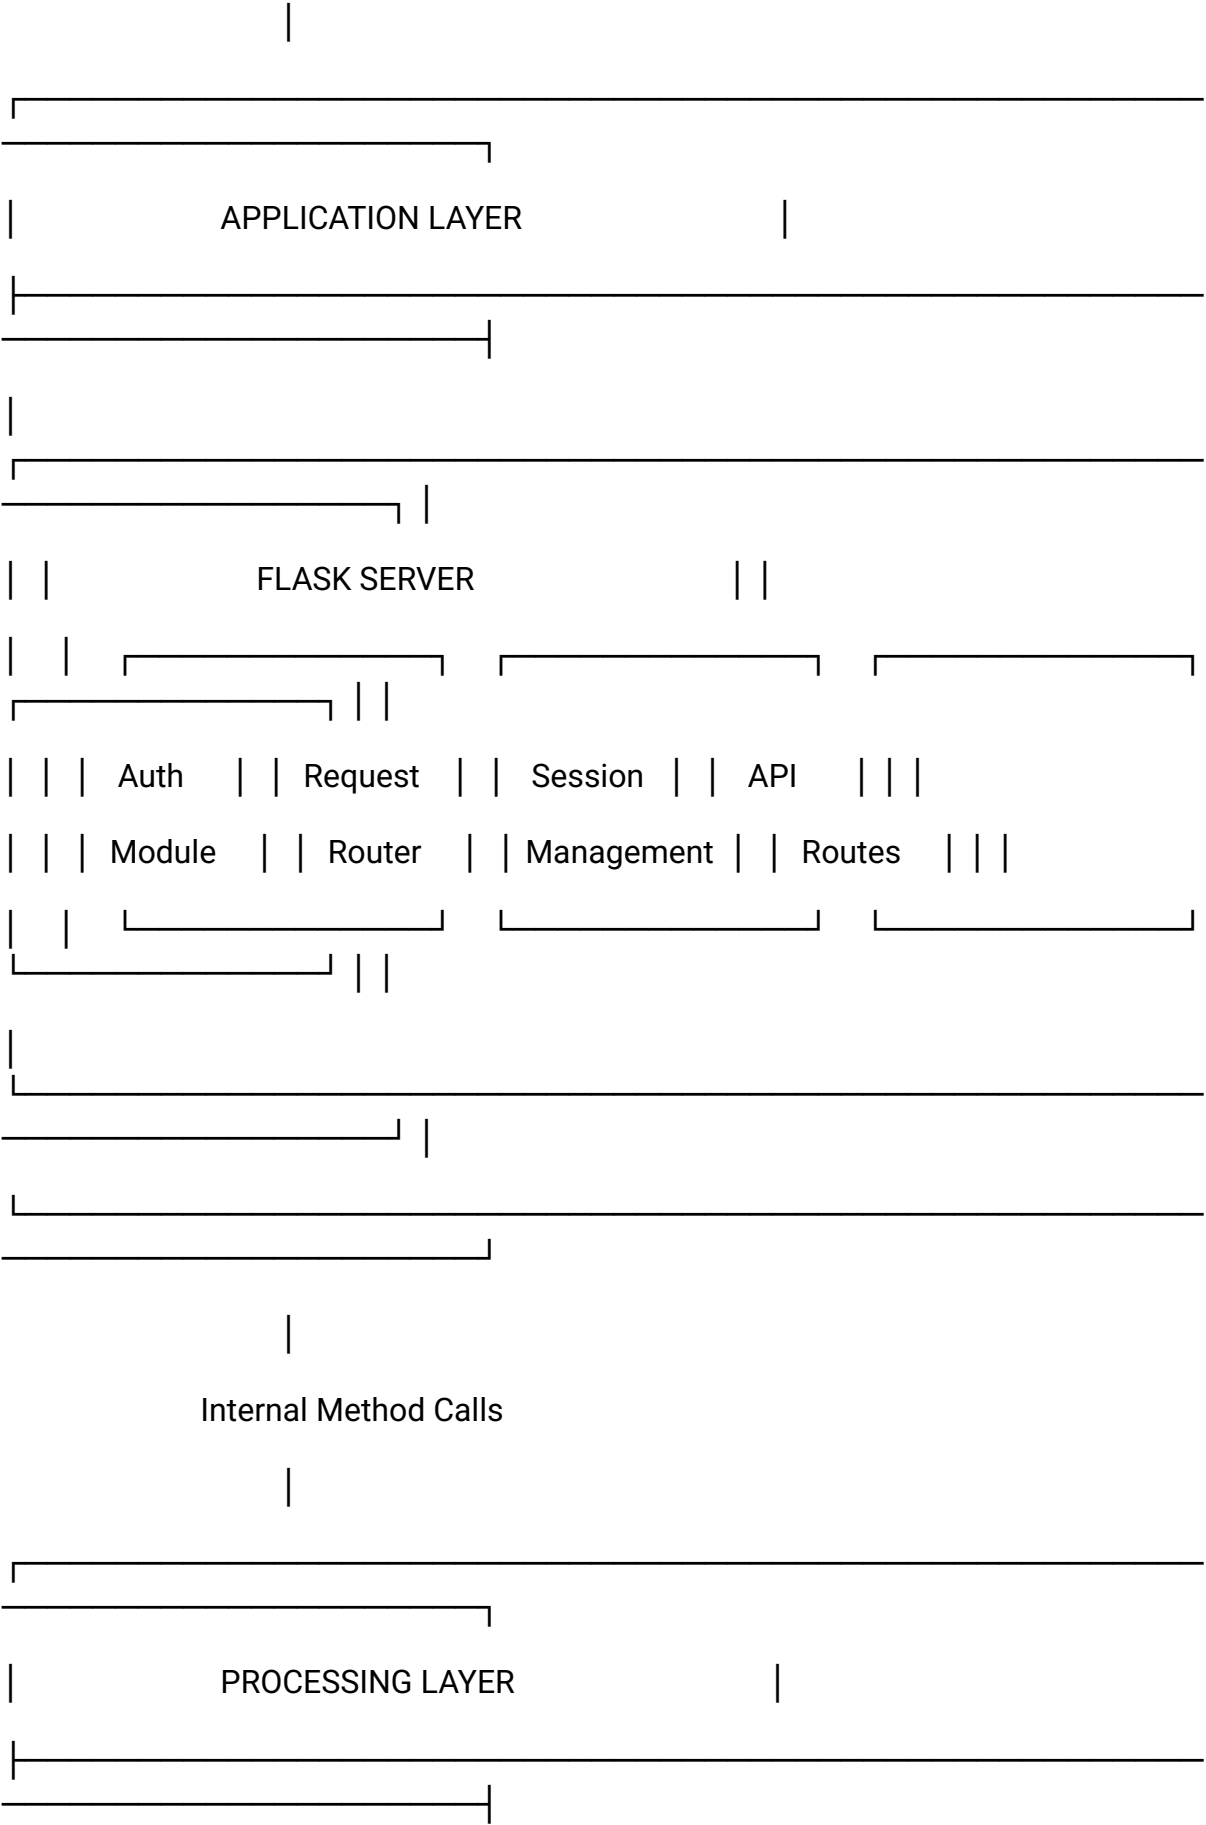 APPLICATION LAYER
FLASK SERVER
Auth Request Session API
Module Router Management Routes
Internal Method Calls
PROCESSING LAYER